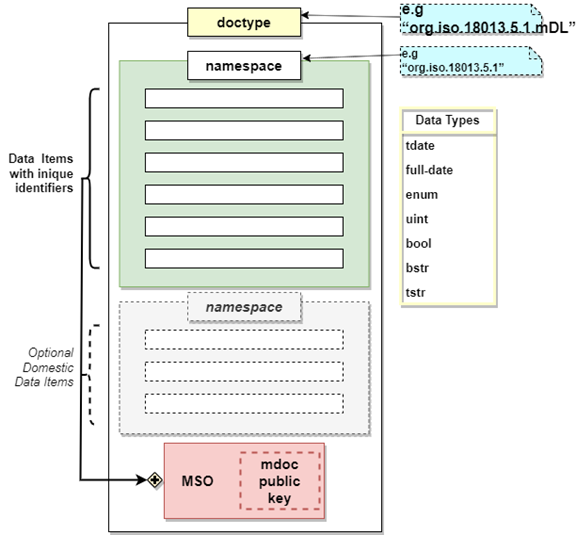 doctype
e.g
“org.iso.18013.5.1.mDL”
namespace
e.g
“org.iso.18013.5.1”
Data Items
with inique
identifiers
Data Types
tdate
full-date
enum
uint
bool
bstr
tstr
namespace
Optional
Domestic
Data Items
MSO
mdoc
public
key